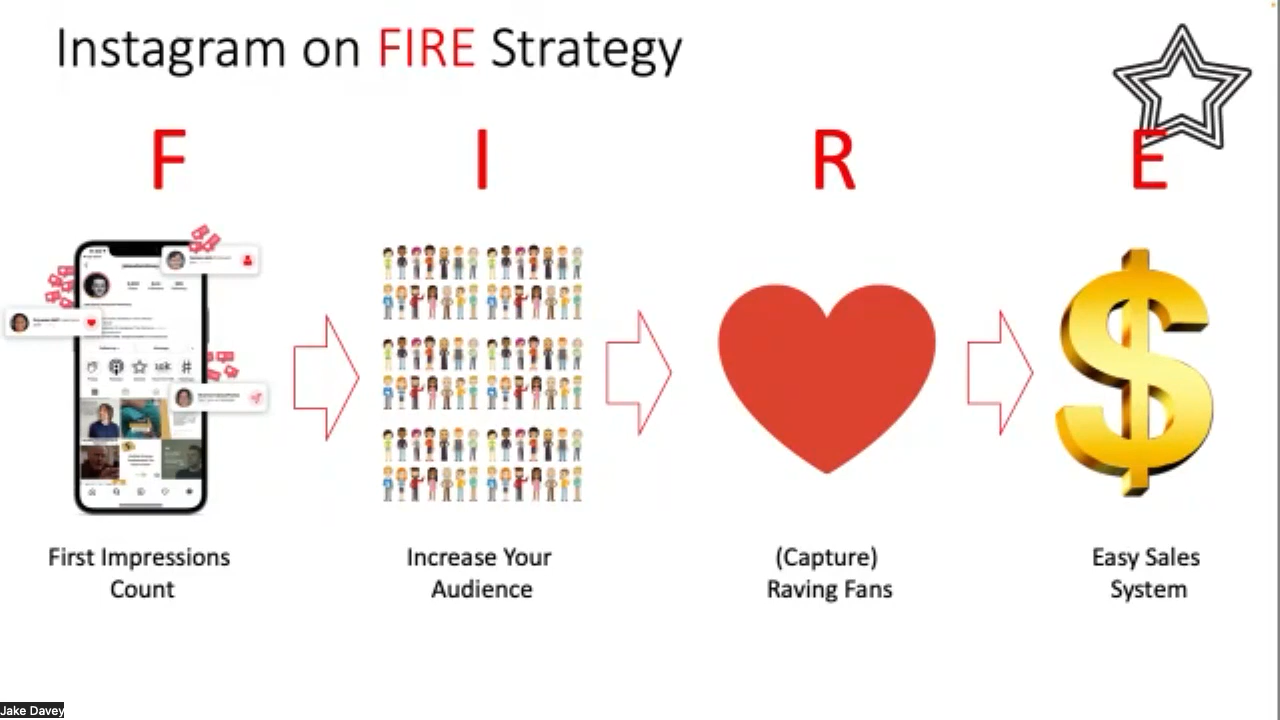 Instagram on FIRE Strategy
F
I
R
E
First Impressions
Count
Increase Your
Audience
(Capture)
Raving Fans
Easy Sales
System
Jake Davey